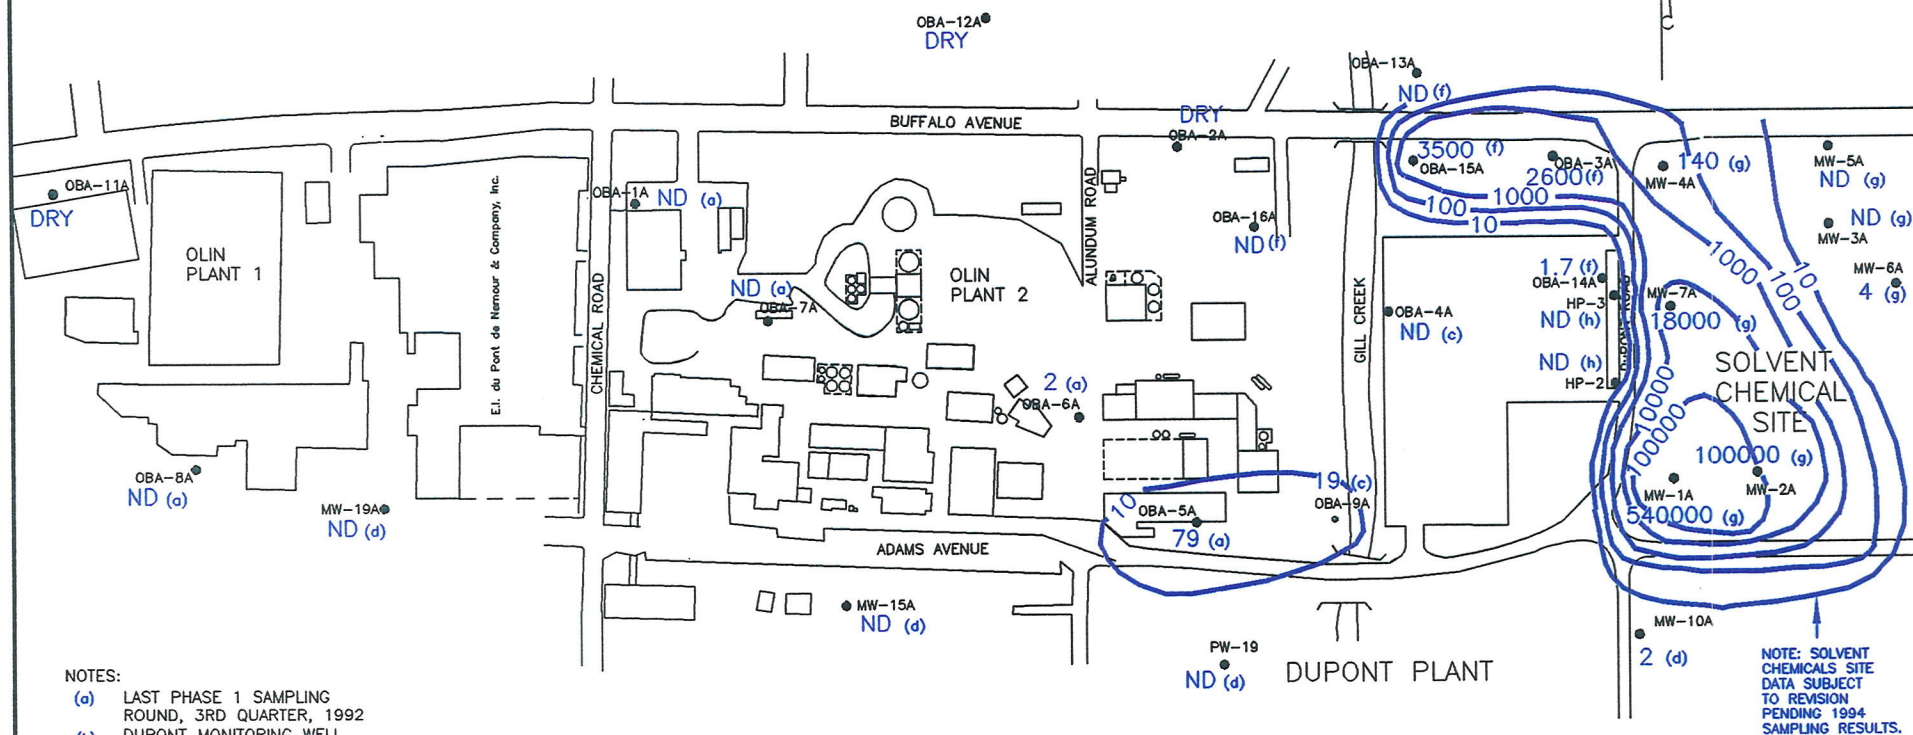 OBA-12A
DRY
OBA-13A
ND (f)
BUFFALO AVENUE
DRY
OBA-2A
3500 (f)
OBA-15A
OBA-3A
2600(f)
140 (g)
MW-4A
MW-5A
ND (g)
OBA-11A
DRY
OBA-1A
ND (a)
E.I. du Pont de Nemour & Company, Inc.
ALUNDUM ROAD
OBA-16A
ND(f)
1000
100
10
ND (g)
MW-3A
OLIN
PLANT 1
OLIN
PLANT 2
CHEMICAL ROAD
ND (a)
OBA-7A
GILL CREEK
OBA-4A
ND (c)
1.7 (f)
OBA-14A
HP-3
ND (h)
ND (h)
HP-2
MW-7A
18000 (g)
1000
100
10
MW-6A
4 (g)
SOLVENT
CHEMICAL
SITE
2 (a)
OBA-6A
10000
100000
100000 (g)
MW-1A
MW-2A
540000 (g)
OBA-8A
ND (a)
MW-19A
ND (d)
19 (c)
OBA-9A
10
OBA-5A
79 (a)
ADAMS AVENUE
MW-15A
ND (d)
PW-19
ND (d)
DUPONT PLANT
MW-10A
2 (d)
NOTE: SOLVENT
CHEMICALS SITE
DATA SUBJECT
TO REVISION
PENDING 1994
SAMPLING RESULTS.
NOTES:
(a) LAST PHASE 1 SAMPLING
ROUND, 3RD QUARTER, 1992
(b) DUPONT MONITORING WELL